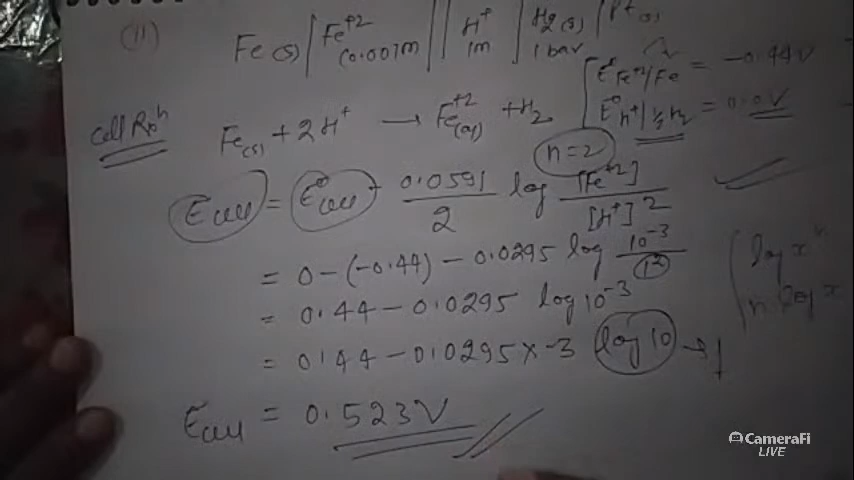 (11) Fe(s) | Fe+2 (0.001M) || H+ 1M | H2(g) 1 bar | Pt(s)
E° Fe+2/Fe = -0.44V
E° H+/½H2 = 0.0V
Cell Rxn Fe(s) + 2H+ → Fe+2(aq) + H2
n=2
Ecell = E°cell - 0.0591/2 log [Fe+2]/[H+]2
= 0-(-0.44) - 0.0295 log 10-3/12
= 0.44 - 0.0295 log 10-3
= 0.44 - 0.0295 x -3 log 10 → 1
log xn
n log x
Ecell = 0.523V
CameraFi
LIVE